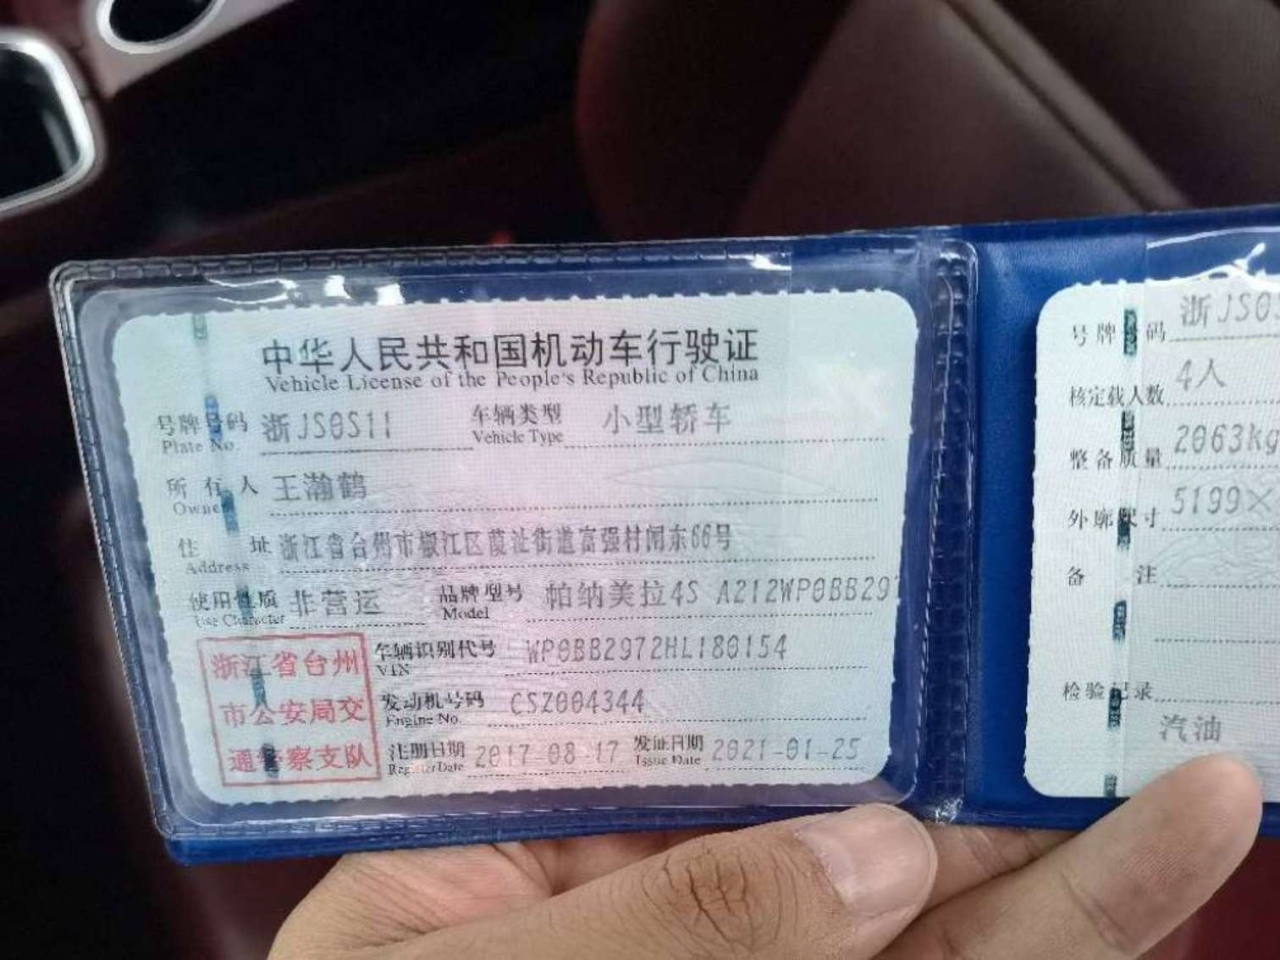 中华人民共和国机动车行驶证
Vehicle License of the People's Republic of China
号牌号码 浙JS0S11 车辆类型 小型轿车
Plate No. Vehicle Type
所有人 王瀚鹤
Owner
住址 浙江省台州市椒江区葭沚街道富强村闸东66号
Address
使用性质 非营运 品牌型号 帕纳美拉4S A212WP0BB297
Use Character Model
浙江省台州
市公安局交
通警察支队
车辆识别代号 WP0BB2972HL180154
VIN
发动机号码 CSZ004344
Engine No.
注册日期 2017-08-17 发证日期 2021-01-25
Register Date Issue Date
号牌号码 浙JS0S
核定载人数 4人
整备质量 2063kg
外廓尺寸 5199×
备注
检验记录
汽油